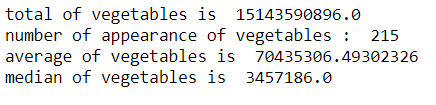 total of vegetables is  15143590896.0
number of appearance of vegetables :  215
average of vegetables is  70435306.49302326
median of vegetables is  3457186.0